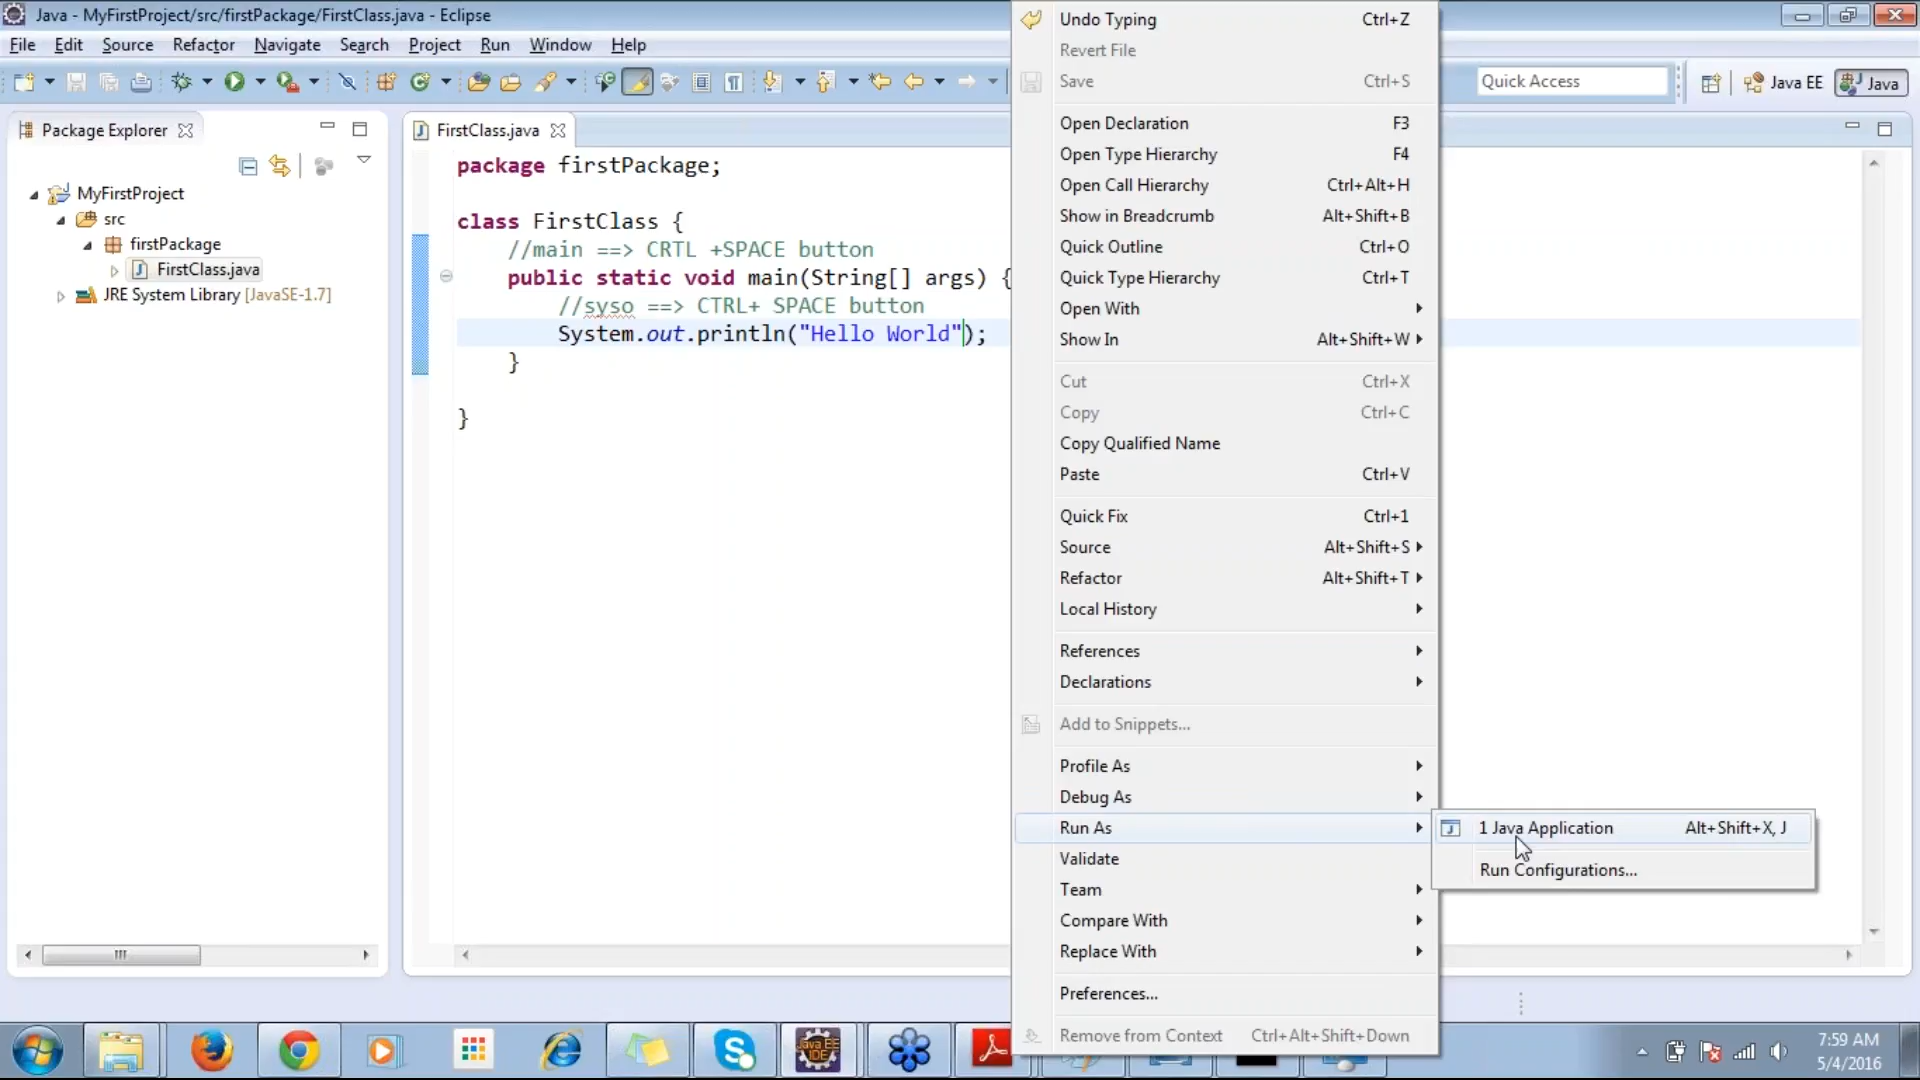 Java - MyFirstProject/src/firstPackage/FirstClass.java - Eclipse
File Edit Source Refactor Navigate Search Project Run Window Help
Quick Access
Java EE
Java
Package Explorer
MyFirstProject
src
firstPackage
FirstClass.java
JRE System Library [JavaSE-1.7]
FirstClass.java
package firstPackage;
class FirstClass {
//main ==> CRTL +SPACE button
public static void main(String[] args) {
//syso ==> CTRL+ SPACE button
System.out.println("Hello World");
}
}
Undo Typing Ctrl+Z
Revert File
Save Ctrl+S
Open Declaration F3
Open Type Hierarchy F4
Open Call Hierarchy Ctrl+Alt+H
Show in Breadcrumb Alt+Shift+B
Quick Outline Ctrl+O
Quick Type Hierarchy Ctrl+T
Open With
Show In Alt+Shift+W
Cut Ctrl+X
Copy Ctrl+C
Copy Qualified Name
Paste Ctrl+V
Quick Fix Ctrl+1
Source Alt+Shift+S
Refactor Alt+Shift+T
Local History
References
Declarations
Add to Snippets...
Profile As
Debug As
Run As
Validate
Team
Compare With
Replace With
Preferences...
Remove from Context Ctrl+Alt+Shift+Down
1 Java Application Alt+Shift+X, J
Run Configurations...
Java EE
IDE
7:59 AM
5/4/2016